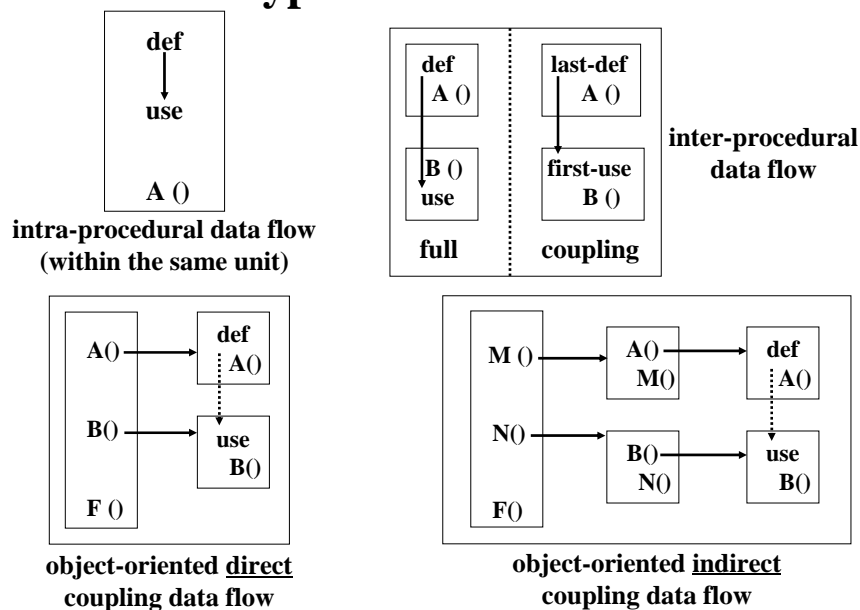 yp
def
use
A ()
intra-procedural data flow
(within the same unit)
def
A ()
B ()
use
full
last-def
A ()
first-use
B ()
coupling
inter-procedural
data flow
A()
B()
F ()
def
A()
use
B()
object-oriented direct
coupling data flow
M ()
N()
F()
A()
M()
B()
N()
def
A()
use
B()
object-oriented indirect
coupling data flow